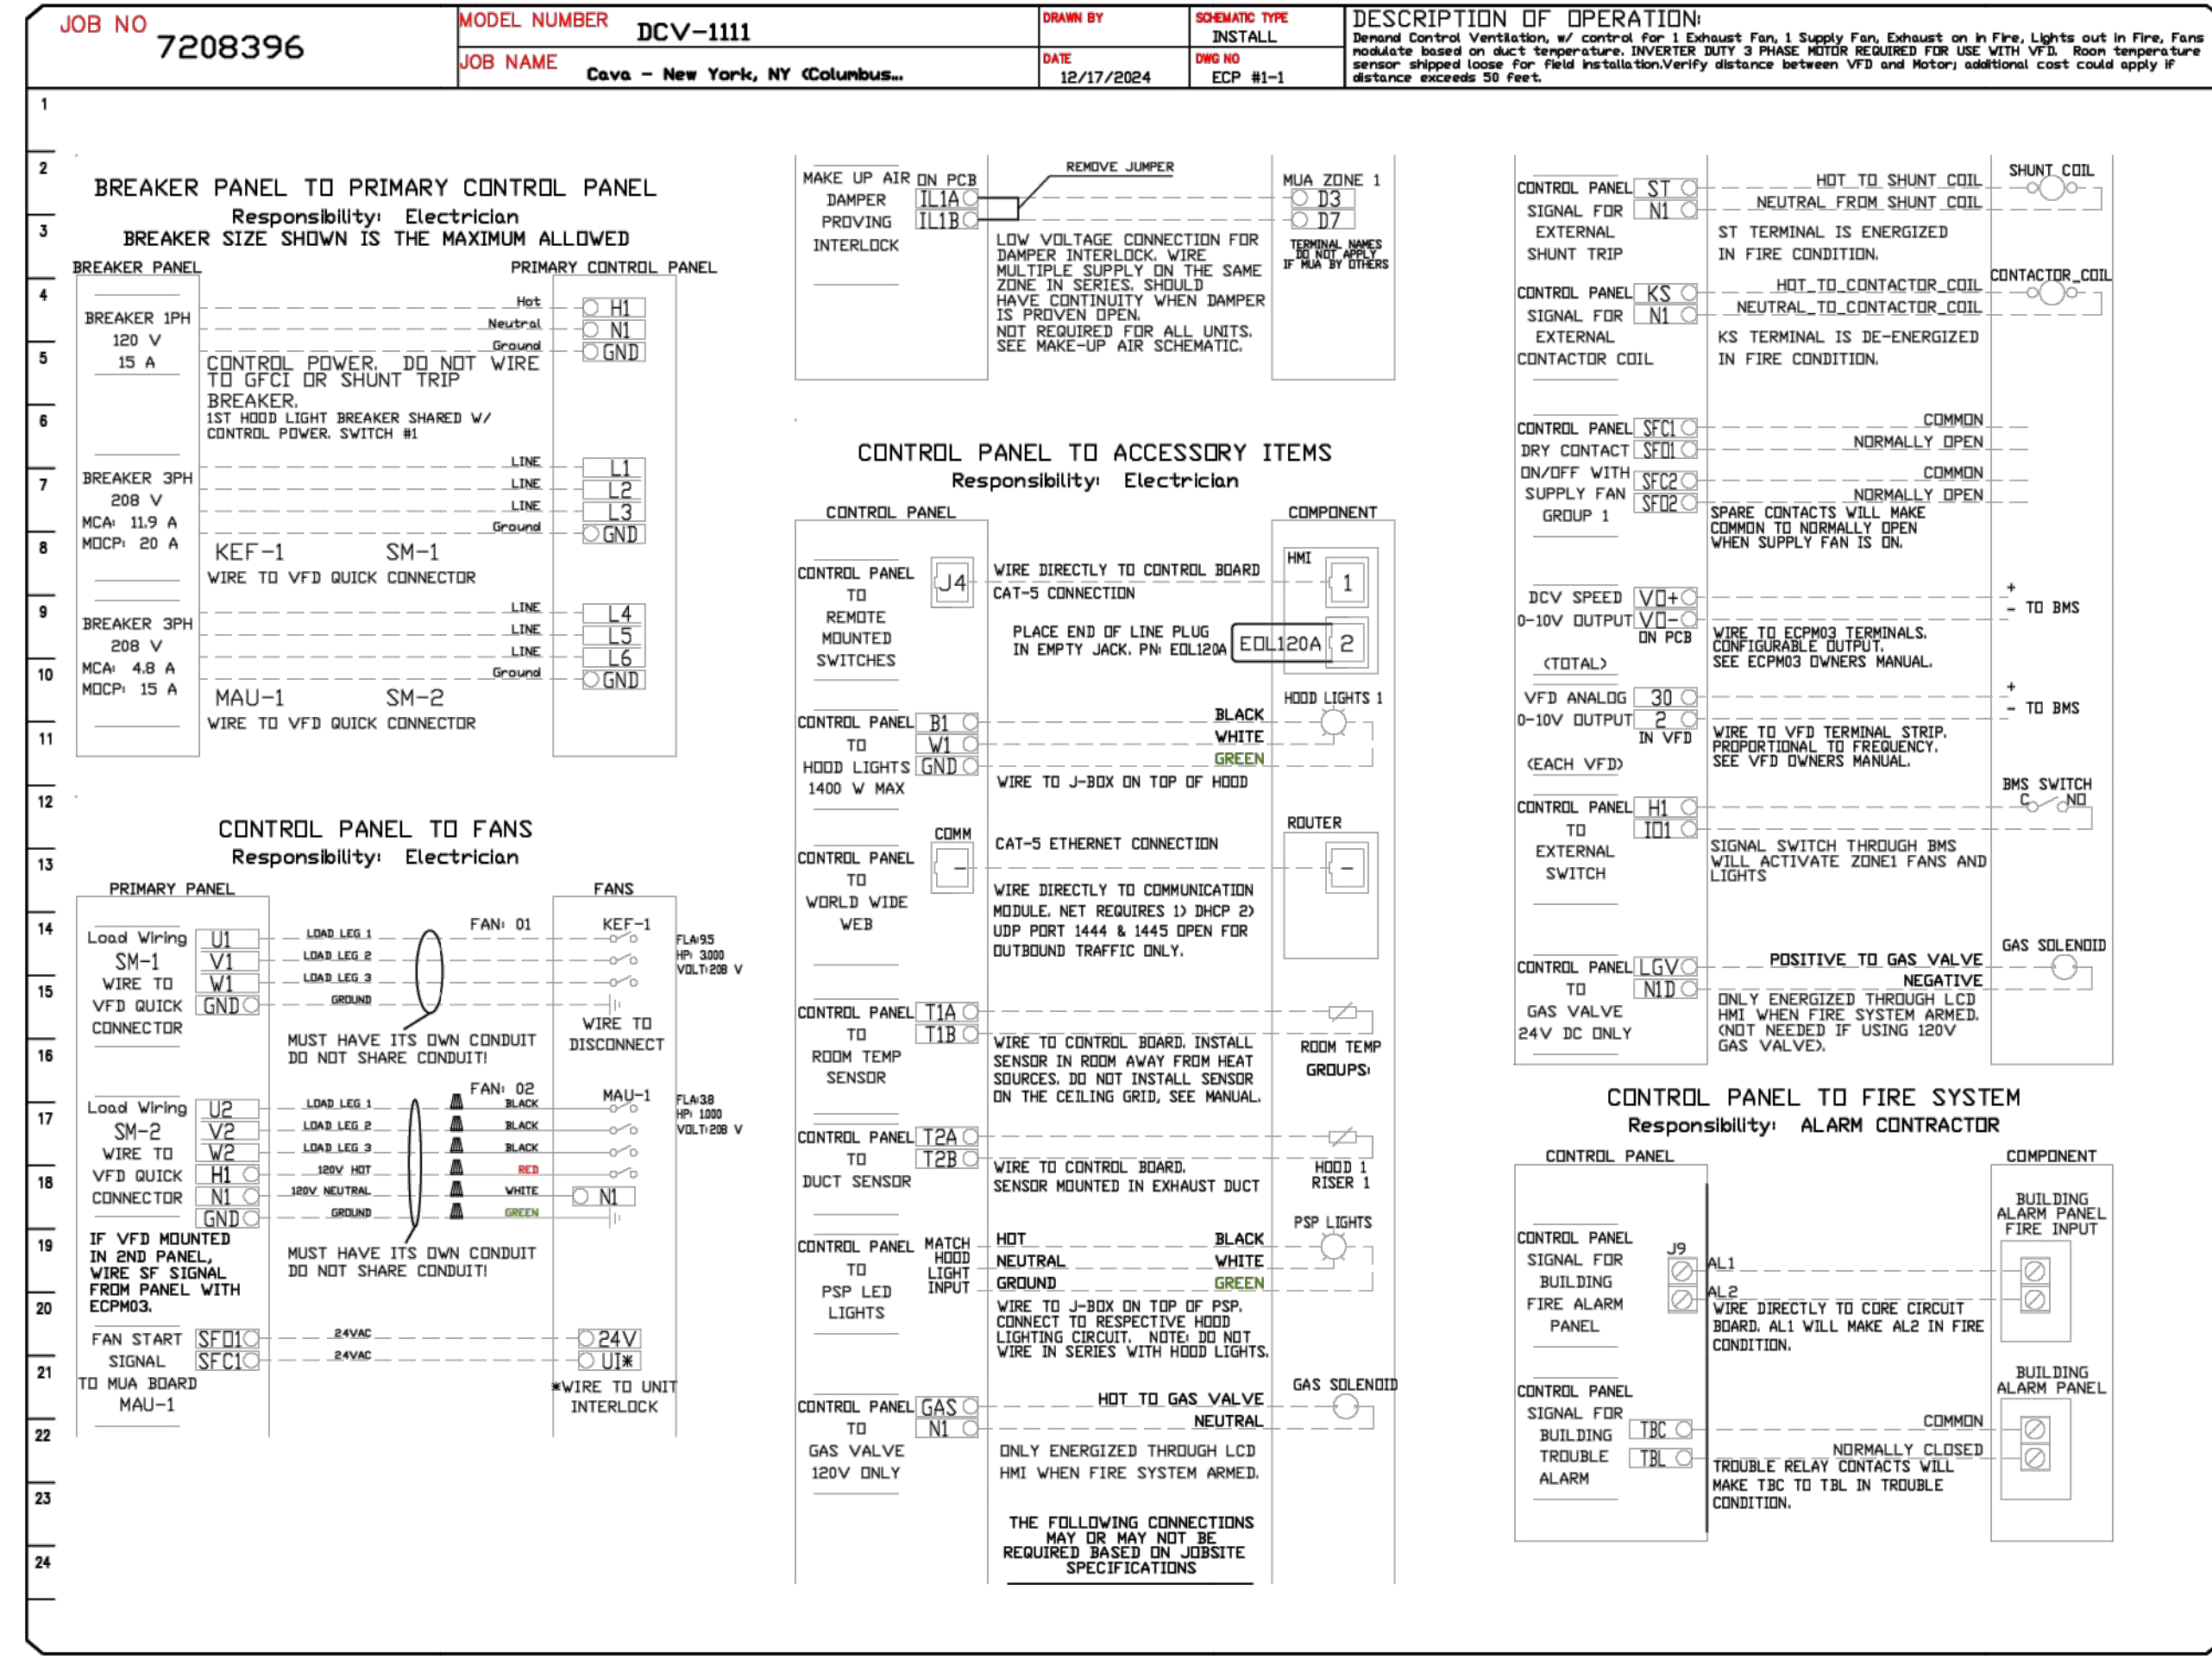 JOB NO
7208396
MODEL NUMBER
DCV-1111
JOB NAME
Cava - New York, NY (Columbus...
DRAWN BY
DATE
12/17/2024
SCHEMATIC TYPE
INSTALL
DWG NO
ECP #1-1
DESCRIPTION OF OPERATION:
Demand Control Ventilation, w/ control for 1 Exhaust Fan, 1 Supply Fan, Exhaust on in Fire, Lights out in Fire, Fans
modulate based on duct temperature. INVERTER DUTY 3 PHASE MOTOR REQUIRED FOR USE WITH VFD. Room temperature
sensor shipped loose for field installation.Verify distance between VFD and Motor; additional cost could apply if
distance exceeds 50 feet.
1
2
3
4
5
6
7
8
9
10
11
12
13
14
15
16
17
18
19
20
21
22
23
24
BREAKER PANEL TO PRIMARY CONTROL PANEL
Responsibility: Electrician
BREAKER SIZE SHOWN IS THE MAXIMUM ALLOWED
BREAKER PANEL
PRIMARY CONTROL PANEL
BREAKER 1PH
120 V
15 A
Hot
H1
Neutral
N1
Ground
GND
CONTROL POWER. DO NOT WIRE
TO GFCI OR SHUNT TRIP
BREAKER.
1ST HOOD LIGHT BREAKER SHARED W/
CONTROL POWER. SWITCH #1
BREAKER 3PH
208 V
MCA: 11.9 A
MOCP: 20 A
LINE
L1
LINE
L2
LINE
L3
Ground
GND
KEF-1 SM-1
WIRE TO VFD QUICK CONNECTOR
BREAKER 3PH
208 V
MCA: 4.8 A
MOCP: 15 A
LINE
L4
LINE
L5
LINE
L6
Ground
GND
MAU-1 SM-2
WIRE TO VFD QUICK CONNECTOR
CONTROL PANEL TO FANS
Responsibility: Electrician
PRIMARY PANEL
FANS
Load Wiring
SM-1
WIRE TO
VFD QUICK
CONNECTOR
U1
V1
W1
GND
LOAD LEG 1
LOAD LEG 2
LOAD LEG 3
GROUND
FAN: 01
KEF-1
FLA:9.5
HP: 3.000
VOLT:208 V
WIRE TO
DISCONNECT
MUST HAVE ITS OWN CONDUIT
DO NOT SHARE CONDUIT!
Load Wiring
SM-2
WIRE TO
VFD QUICK
CONNECTOR
U2
V2
W2
H1
N1
GND
LOAD LEG 1
LOAD LEG 2
LOAD LEG 3
120V HOT
120V NEUTRAL
GROUND
FAN: 02
BLACK
BLACK
BLACK
RED
WHITE
GREEN
MAU-1
N1
FLA:3.8
HP: 1.000
VOLT:208 V
IF VFD MOUNTED
IN 2ND PANEL,
WIRE SF SIGNAL
FROM PANEL WITH
ECPM03.
MUST HAVE ITS OWN CONDUIT
DO NOT SHARE CONDUIT!
FAN START
SIGNAL
TO MUA BOARD
MAU-1
SFO1
SFC1
24VAC
24VAC
24V
UI*
*WIRE TO UNIT
INTERLOCK
MAKE UP AIR
DAMPER
PROVING
INTERLOCK
ON PCB
IL1A
IL1B
REMOVE JUMPER
MUA ZONE 1
D3
D7
TERMINAL NAMES
DO NOT APPLY
IF MUA BY OTHERS
LOW VOLTAGE CONNECTION FOR
DAMPER INTERLOCK. WIRE
MULTIPLE SUPPLY ON THE SAME
ZONE IN SERIES. SHOULD
HAVE CONTINUITY WHEN DAMPER
IS PROVEN OPEN.
NOT REQUIRED FOR ALL UNITS.
SEE MAKE-UP AIR SCHEMATIC.
CONTROL PANEL TO ACCESSORY ITEMS
Responsibility: Electrician
CONTROL PANEL
COMPONENT
CONTROL PANEL
TO
REMOTE
MOUNTED
SWITCHES
J4
WIRE DIRECTLY TO CONTROL BOARD
CAT-5 CONNECTION
HMI
1
PLACE END OF LINE PLUG
IN EMPTY JACK. PN: EOL120A
EOL120A
2
CONTROL PANEL
TO
HOOD LIGHTS
1400 W MAX
B1
W1
GND
BLACK
WHITE
GREEN
HOOD LIGHTS 1
WIRE TO J-BOX ON TOP OF HOOD
CONTROL PANEL
TO
WORLD WIDE
WEB
COMM
-
CAT-5 ETHERNET CONNECTION
ROUTER
-
WIRE DIRECTLY TO COMMUNICATION
MODULE. NET REQUIRES 1) DHCP 2)
UDP PORT 1444 & 1445 OPEN FOR
OUTBOUND TRAFFIC ONLY.
CONTROL PANEL
TO
ROOM TEMP
SENSOR
T1A
T1B
WIRE TO CONTROL BOARD. INSTALL
SENSOR IN ROOM AWAY FROM HEAT
SOURCES. DO NOT INSTALL SENSOR
ON THE CEILING GRID, SEE MANUAL.
ROOM TEMP
GROUPS:
CONTROL PANEL
TO
DUCT SENSOR
T2A
T2B
WIRE TO CONTROL BOARD.
SENSOR MOUNTED IN EXHAUST DUCT
HOOD 1
RISER 1
CONTROL PANEL
TO
PSP LED
LIGHTS
MATCH
HOOD
LIGHT
INPUT
HOT
NEUTRAL
GROUND
BLACK
WHITE
GREEN
PSP LIGHTS
WIRE TO J-BOX ON TOP OF PSP.
CONNECT TO RESPECTIVE HOOD
LIGHTING CIRCUIT. NOTE: DO NOT
WIRE IN SERIES WITH HOOD LIGHTS.
CONTROL PANEL
TO
GAS VALVE
120V ONLY
GAS
N1
HOT TO GAS VALVE
NEUTRAL
GAS SOLENOID
ONLY ENERGIZED THROUGH LCD
HMI WHEN FIRE SYSTEM ARMED.
THE FOLLOWING CONNECTIONS
MAY OR MAY NOT BE
REQUIRED BASED ON JOBSITE
SPECIFICATIONS
CONTROL PANEL
SIGNAL FOR
EXTERNAL
SHUNT TRIP
ST
N1
HOT TO SHUNT COIL
NEUTRAL FROM SHUNT COIL
SHUNT COIL
ST TERMINAL IS ENERGIZED
IN FIRE CONDITION.
CONTROL PANEL
SIGNAL FOR
EXTERNAL
CONTACTOR COIL
KS
N1
HOT_TO_CONTACTOR_COIL
NEUTRAL_TO_CONTACTOR_COIL
CONTACTOR_COIL
KS TERMINAL IS DE-ENERGIZED
IN FIRE CONDITION.
CONTROL PANEL
DRY CONTACT
ON/OFF WITH
SUPPLY FAN
GROUP 1
SFC1
SFO1
SFC2
SFO2
COMMON
NORMALLY OPEN
COMMON
NORMALLY OPEN
SPARE CONTACTS WILL MAKE
COMMON TO NORMALLY OPEN
WHEN SUPPLY FAN IS ON.
DCV SPEED
0-10V OUTPUT
(TOTAL)
VO+
VO-
ON PCB
+
- TO BMS
WIRE TO ECPM03 TERMINALS.
CONFIGURABLE OUTPUT.
SEE ECPM03 OWNERS MANUAL.
VFD ANALOG
0-10V OUTPUT
(EACH VFD)
30
2
IN VFD
+
- TO BMS
WIRE TO VFD TERMINAL STRIP.
PROPORTIONAL TO FREQUENCY.
SEE VFD OWNERS MANUAL.
CONTROL PANEL
TO
EXTERNAL
SWITCH
H1
IO1
BMS SWITCH
C NO
SIGNAL SWITCH THROUGH BMS
WILL ACTIVATE ZONE1 FANS AND
LIGHTS
CONTROL PANEL
TO
GAS VALVE
24V DC ONLY
LGV
N1D
POSITIVE TO GAS VALVE
NEGATIVE
GAS SOLENOID
ONLY ENERGIZED THROUGH LCD
HMI WHEN FIRE SYSTEM ARMED.
(NOT NEEDED IF USING 120V
GAS VALVE).
CONTROL PANEL TO FIRE SYSTEM
Responsibility: ALARM CONTRACTOR
CONTROL PANEL
COMPONENT
CONTROL PANEL
SIGNAL FOR
BUILDING
FIRE ALARM
PANEL
J9
AL1
AL2
BUILDING
ALARM PANEL
FIRE INPUT
WIRE DIRECTLY TO CORE CIRCUIT
BOARD. AL1 WILL MAKE AL2 IN FIRE
CONDITION.
CONTROL PANEL
SIGNAL FOR
BUILDING
TROUBLE
ALARM
TBC
TBL
COMMON
NORMALLY CLOSED
BUILDING
ALARM PANEL
TROUBLE RELAY CONTACTS WILL
MAKE TBC TO TBL IN TROUBLE
CONDITION.